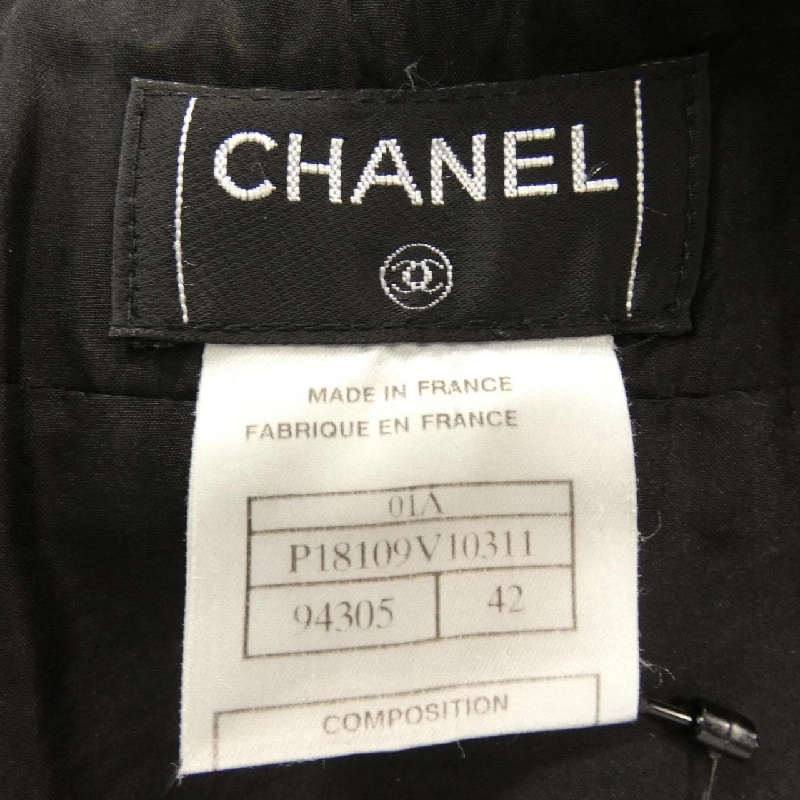 CHANEL
MADE IN FRANCE
FABRIQUE EN FRANCE
01A
P18109V10311
94305 42
COMPOSITION